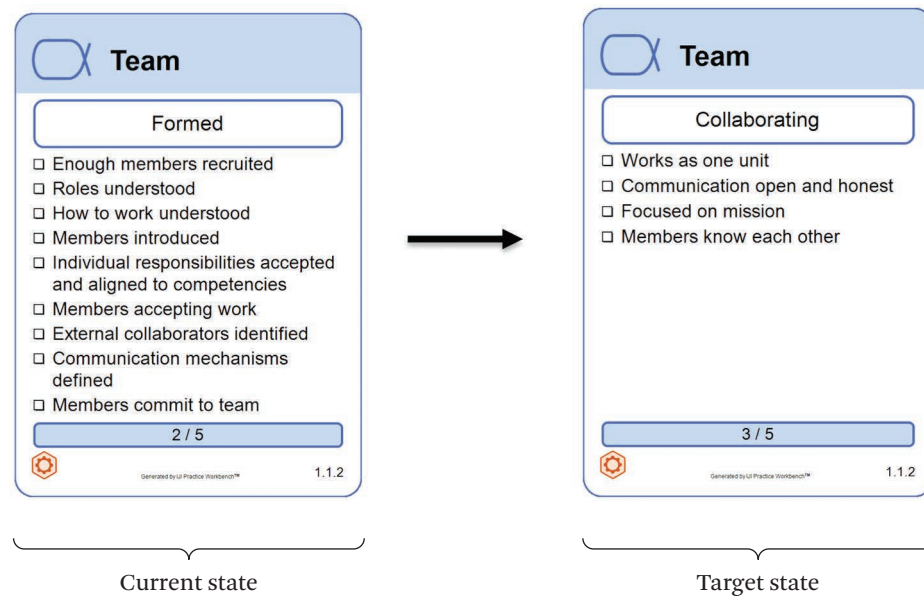 Team
Formed
❑ Enough members recruited
❑ Roles understood
❑ How to work understood
❑ Members introduced
❑ Individual responsibilities accepted
and aligned to competencies
❑ Members accepting work
❑ External collaborators identified
❑ Communication mechanisms
defined
❑ Members commit to team
2 / 5
Generated by IJI Practice Workbench™
1.1.2
Current state
Team
Collaborating
❑ Works as one unit
❑ Communication open and honest
❑ Focused on mission
❑ Members know each other
3 / 5
Generated by IJI Practice Workbench™
1.1.2
Target state